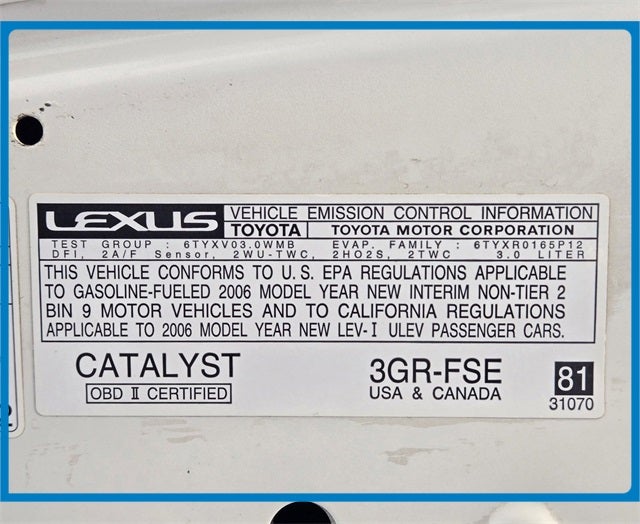 LEXUS VEHICLE EMISSION CONTROL INFORMATION
TOYOTA TOYOTA MOTOR CORPORATION
TEST GROUP : 6TYXV03.0WMB EVAP. FAMILY : 6TYXR0165P12
DFI, 2A/F Sensor, 2WU-TWC, 2HO2S, 2TWC 3.0 LITER
THIS VEHICLE CONFORMS TO U.S. EPA REGULATIONS APPLICABLE
TO GASOLINE-FUELED 2006 MODEL YEAR NEW INTERIM NON-TIER 2
BIN 9 MOTOR VEHICLES AND TO CALIFORNIA REGULATIONS
APPLICABLE TO 2006 MODEL YEAR NEW LEV-I ULEV PASSENGER CARS.
CATALYST 3GR-FSE 81
OBD II CERTIFIED USA & CANADA 31070